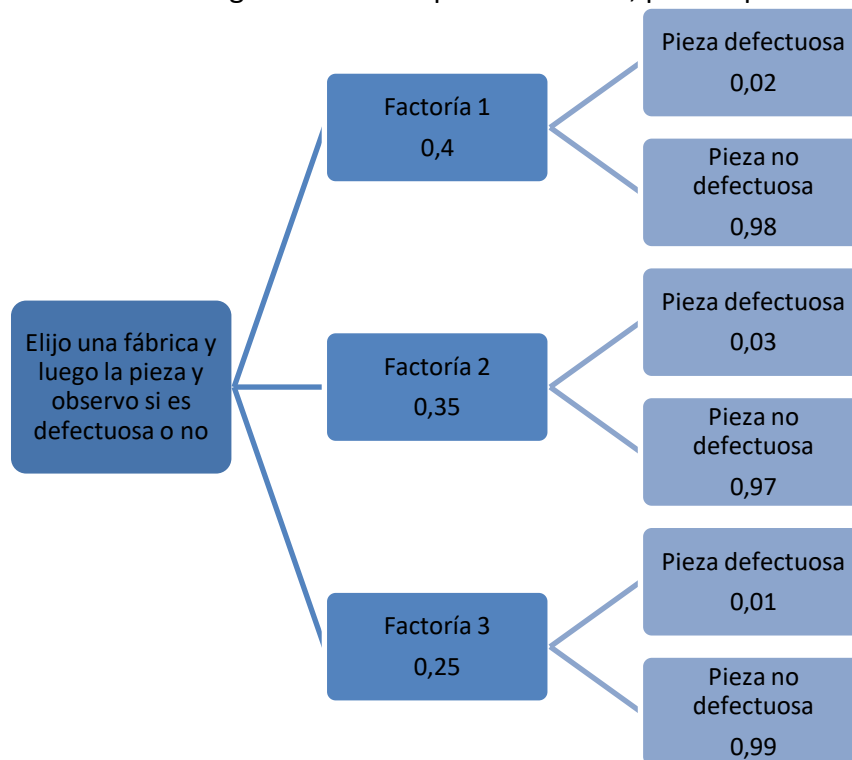 Pieza defectuosa
0,02
Factoría 1
0,4
Pieza no
defectuosa
0,98
Pieza defectuosa
0,03
Elijo una fábrica y
luego la pieza y
observo si es
defectuosa o no
Factoría 2
0,35
Pieza no
defectuosa
0,97
Pieza defectuosa
0,01
Factoría 3
0,25
Pieza no
defectuosa
0,99